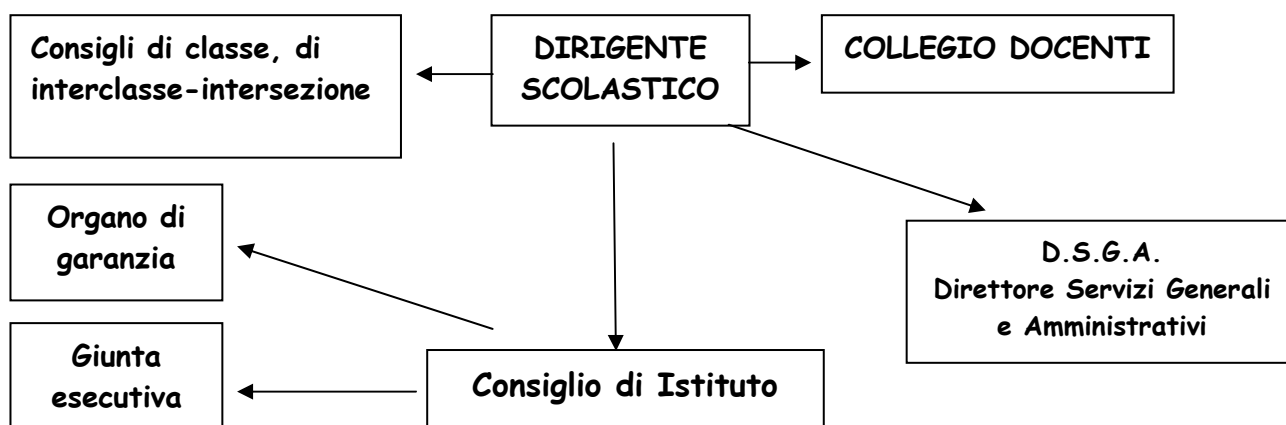 Consigli di classe, di
interclasse-intersezione
DIRIGENTE
SCOLASTICO
COLLEGIO DOCENTI
Organo di
garanzia
D.S.G.A.
Direttore Servizi Generali
e Amministrativi
Giunta
esecutiva
Consiglio di Istituto